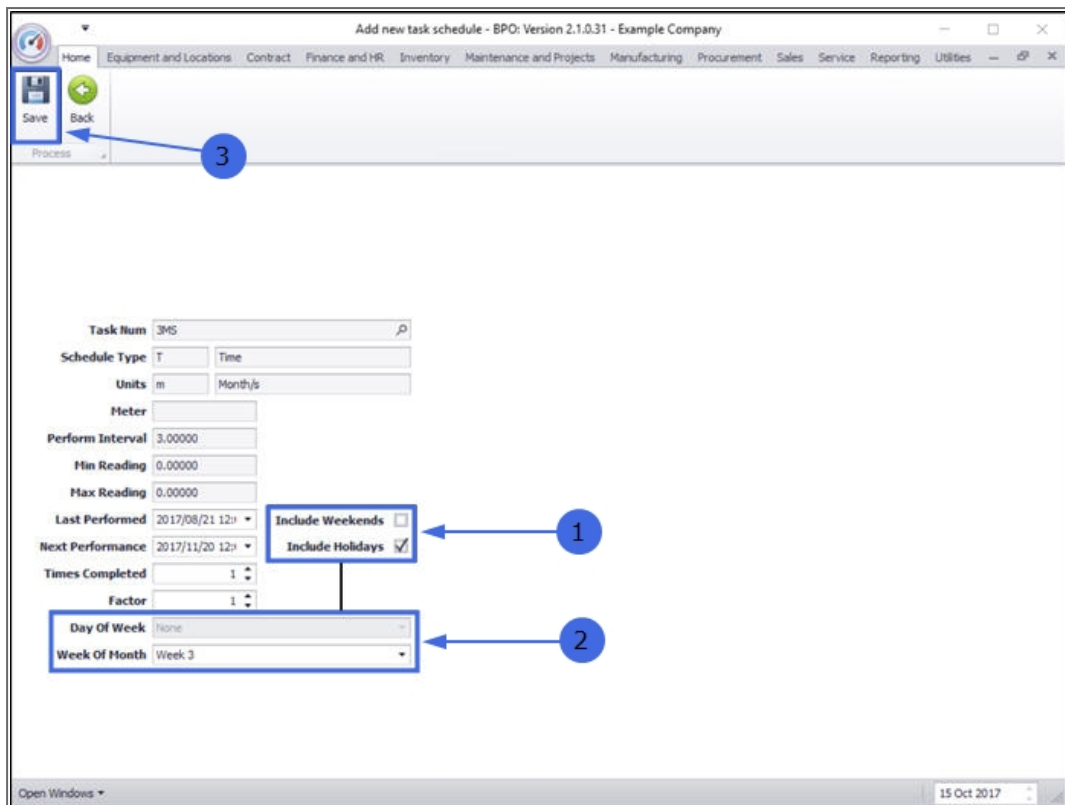 Add new task schedule - BPO: Version 2.1.0.31 - Example Company
Home Equipment and Locations Contract Finance and HR Inventory Maintenance and Projects Manufacturing Procurement Sales Service Reporting Utilities
Save Back
Process
3
Task Num 3MS
Schedule Type T Time
Units m Month/s
Meter
Perform Interval 3.00000
Min Reading 0.00000
Max Reading 0.00000
Last Performed 2017/08/21 12: Include Weekends
1
Next Performance 2017/11/20 12: Include Holidays
Times Completed 1
Factor 1
Day Of Week None
2
Week Of Month Week 3
Open Windows 15 Oct 2017